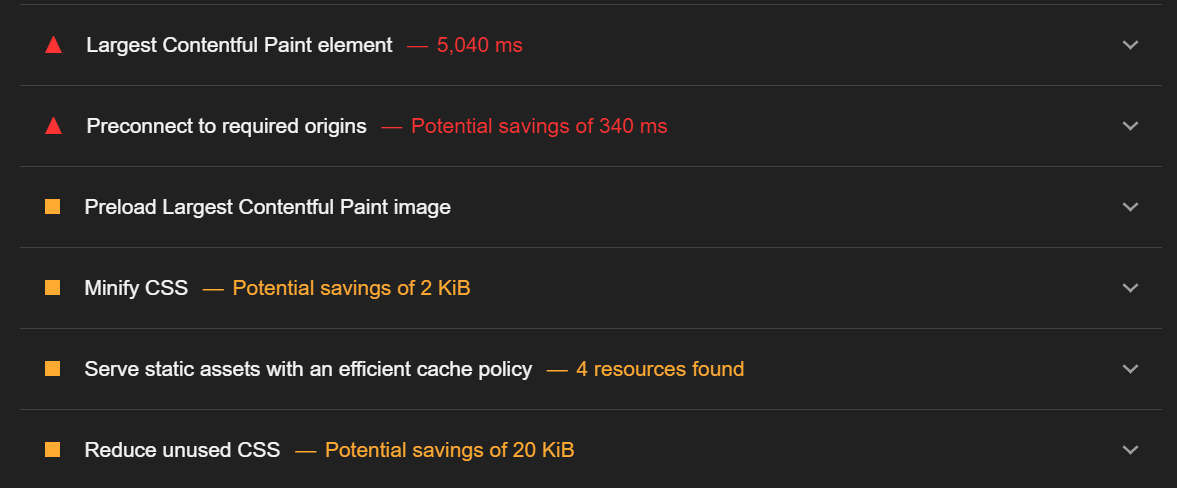 Largest Contentful Paint element — 5,040 ms
Preconnect to required origins — Potential savings of 340 ms
Preload Largest Contentful Paint image
Minify CSS — Potential savings of 2 KiB
Serve static assets with an efficient cache policy — 4 resources found
Reduce unused CSS — Potential savings of 20 KiB